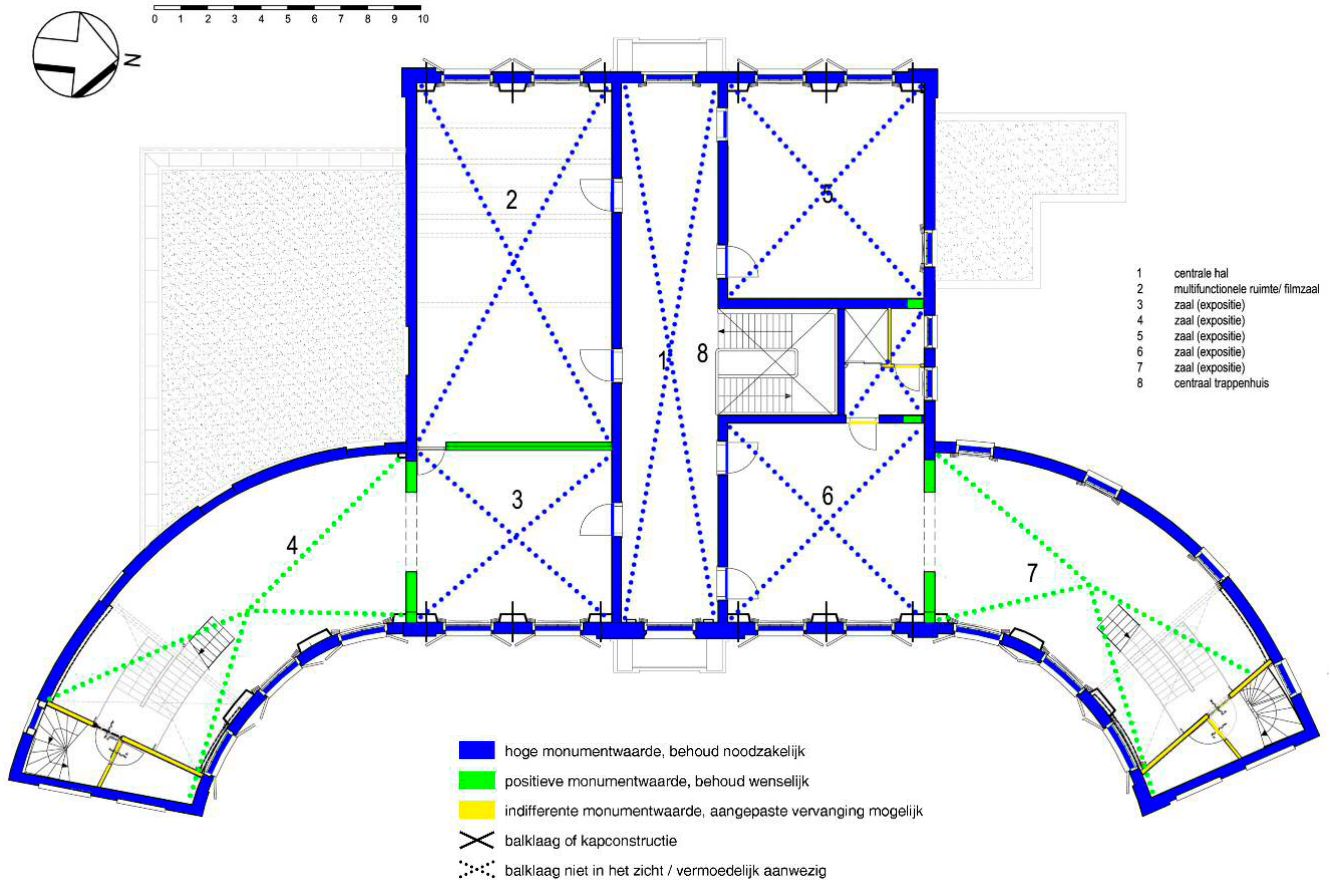 0 1 2 3 4 5 6 7 8 9 10
N
2
5
1
8
3
6
4
7
1 centrale hal
2 multifunctionele ruimte/ filmzaal
3 zaal (expositie)
4 zaal (expositie)
5 zaal (expositie)
6 zaal (expositie)
7 zaal (expositie)
8 centraal trappenhuis
hoge monumentwaarde, behoud noodzakelijk
positieve monumentwaarde, behoud wenselijk
indifferente monumentwaarde, aangepaste vervanging mogelijk
balklaag of kapconstructie
balklaag niet in het zicht / vermoedelijk aanwezig